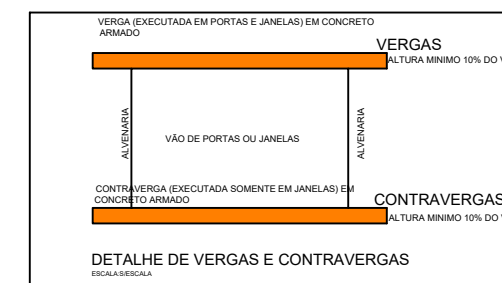 VERGA (EXECUTADA EM PORTAS E JANELAS) EM CONCRETO
ARMADO
VERGAS
ALTURA MINIMO 10% DO
ALVENARIA
VÃO DE PORTAS OU JANELAS
ALVENARIA
CONTRAVERGA (EXECUTADA SOMENTE EM JANELAS) EM
CONCRETO ARMADO
CONTRAVERGAS
ALTURA MINIMO 10% DO
DETALHE DE VERGAS E CONTRAVERGAS
ESCALA:S/ESCALA